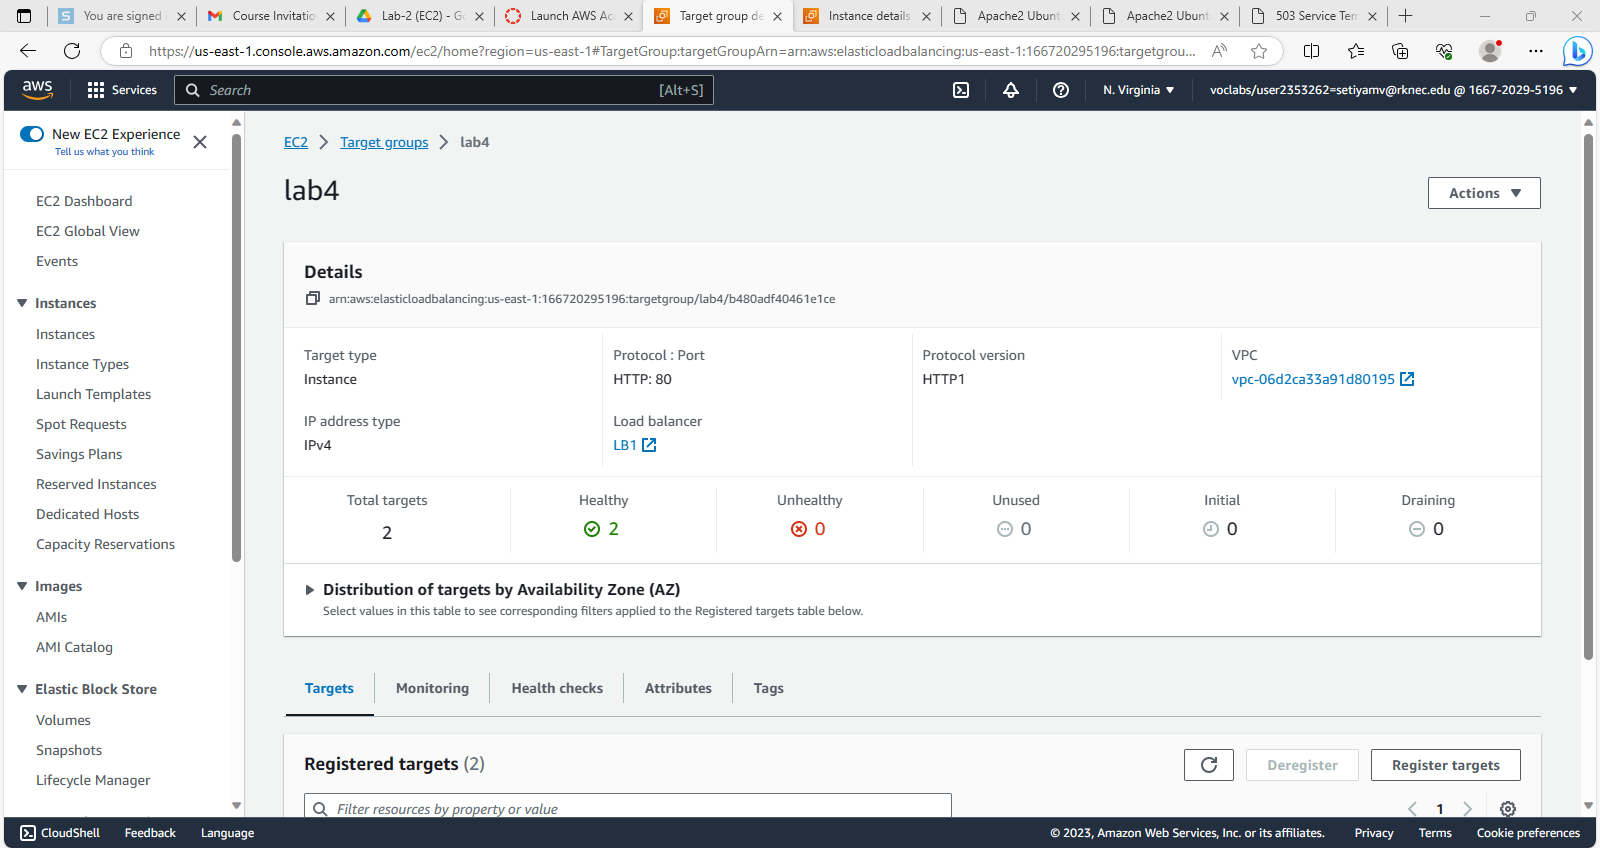 You are signed
Course Invitatio
Lab-2 (EC2) - Go
Launch AWS Ac
Target group de
Instance details
Apache2 Ubunt
Apache2 Ubunt
503 Service Tem
https://us-east-1.console.aws.amazon.com/ec2/home?region=us-east-1#TargetGroup:targetGroupArn=arn:aws:elasticloadbalancing:us-east-1:166720295196:targetgrou...
aws
Services
Search
[Alt+S]
N. Virginia
voclabs/user2353262=setiyamv@rknec.edu @ 1667-2029-5196
New EC2 Experience
Tell us what you think
EC2 Dashboard
EC2 Global View
Events
Instances
Instances
Instance Types
Launch Templates
Spot Requests
Savings Plans
Reserved Instances
Dedicated Hosts
Capacity Reservations
Images
AMIs
AMI Catalog
Elastic Block Store
Volumes
Snapshots
Lifecycle Manager
EC2 > Target groups > lab4
lab4
Actions
Details
arn:aws:elasticloadbalancing:us-east-1:166720295196:targetgroup/lab4/b480adf40461e1ce
Target type
Instance
Protocol : Port
HTTP: 80
Protocol version
HTTP1
VPC
vpc-06d2ca33a91d80195
IP address type
IPv4
Load balancer
LB1
Total targets
2
Healthy
2
Unhealthy
0
Unused
0
Initial
0
Draining
0
Distribution of targets by Availability Zone (AZ)
Select values in this table to see corresponding filters applied to the Registered targets table below.
Targets
Monitoring
Health checks
Attributes
Tags
Registered targets (2)
Deregister
Register targets
Filter resources by property or value
1
CloudShell
Feedback
Language
© 2023, Amazon Web Services, Inc. or its affiliates.
Privacy
Terms
Cookie preferences